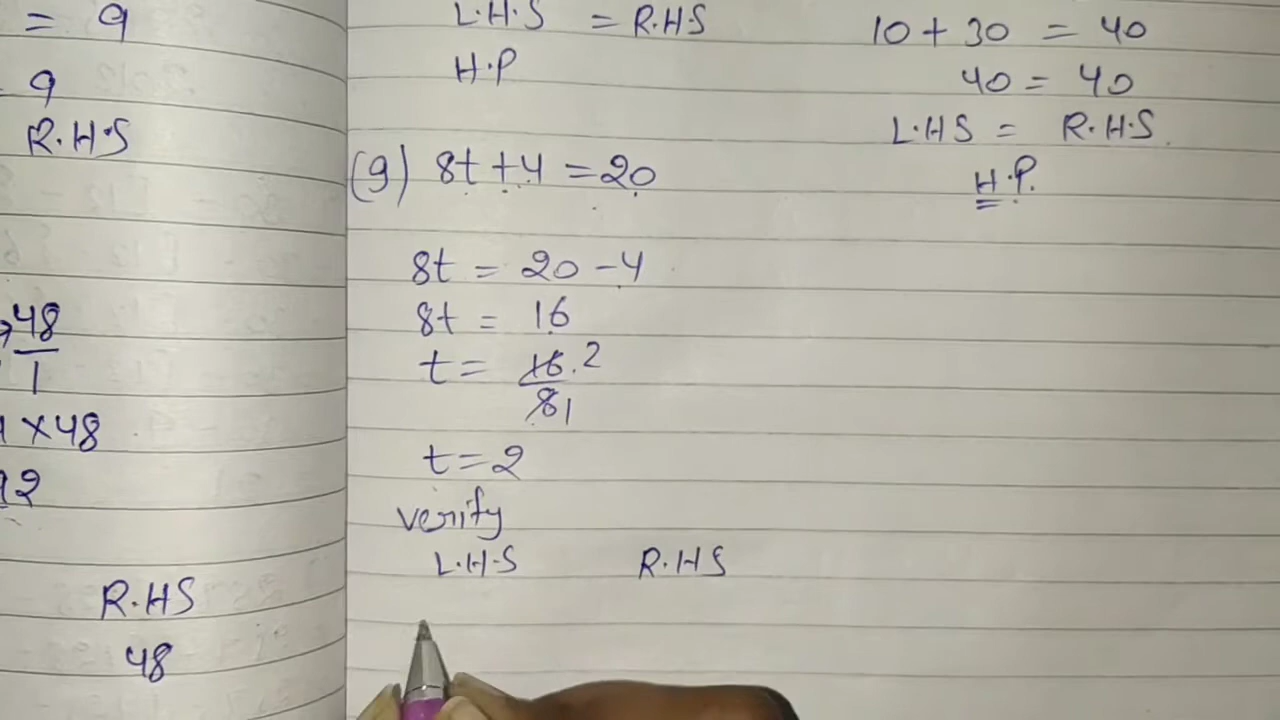 = 9
9
R.H.S
48
1
×48
R.HS
48
L.H.S = R.H.S
H.P
(9) 8t + 4 = 20
8t = 20 - 4
8t = 16
t = 16 2
8 1
t = 2
verify
L.H.S R.H.S
10 + 30 = 40
40 = 40
L.HS = R.H.S.
H.P.